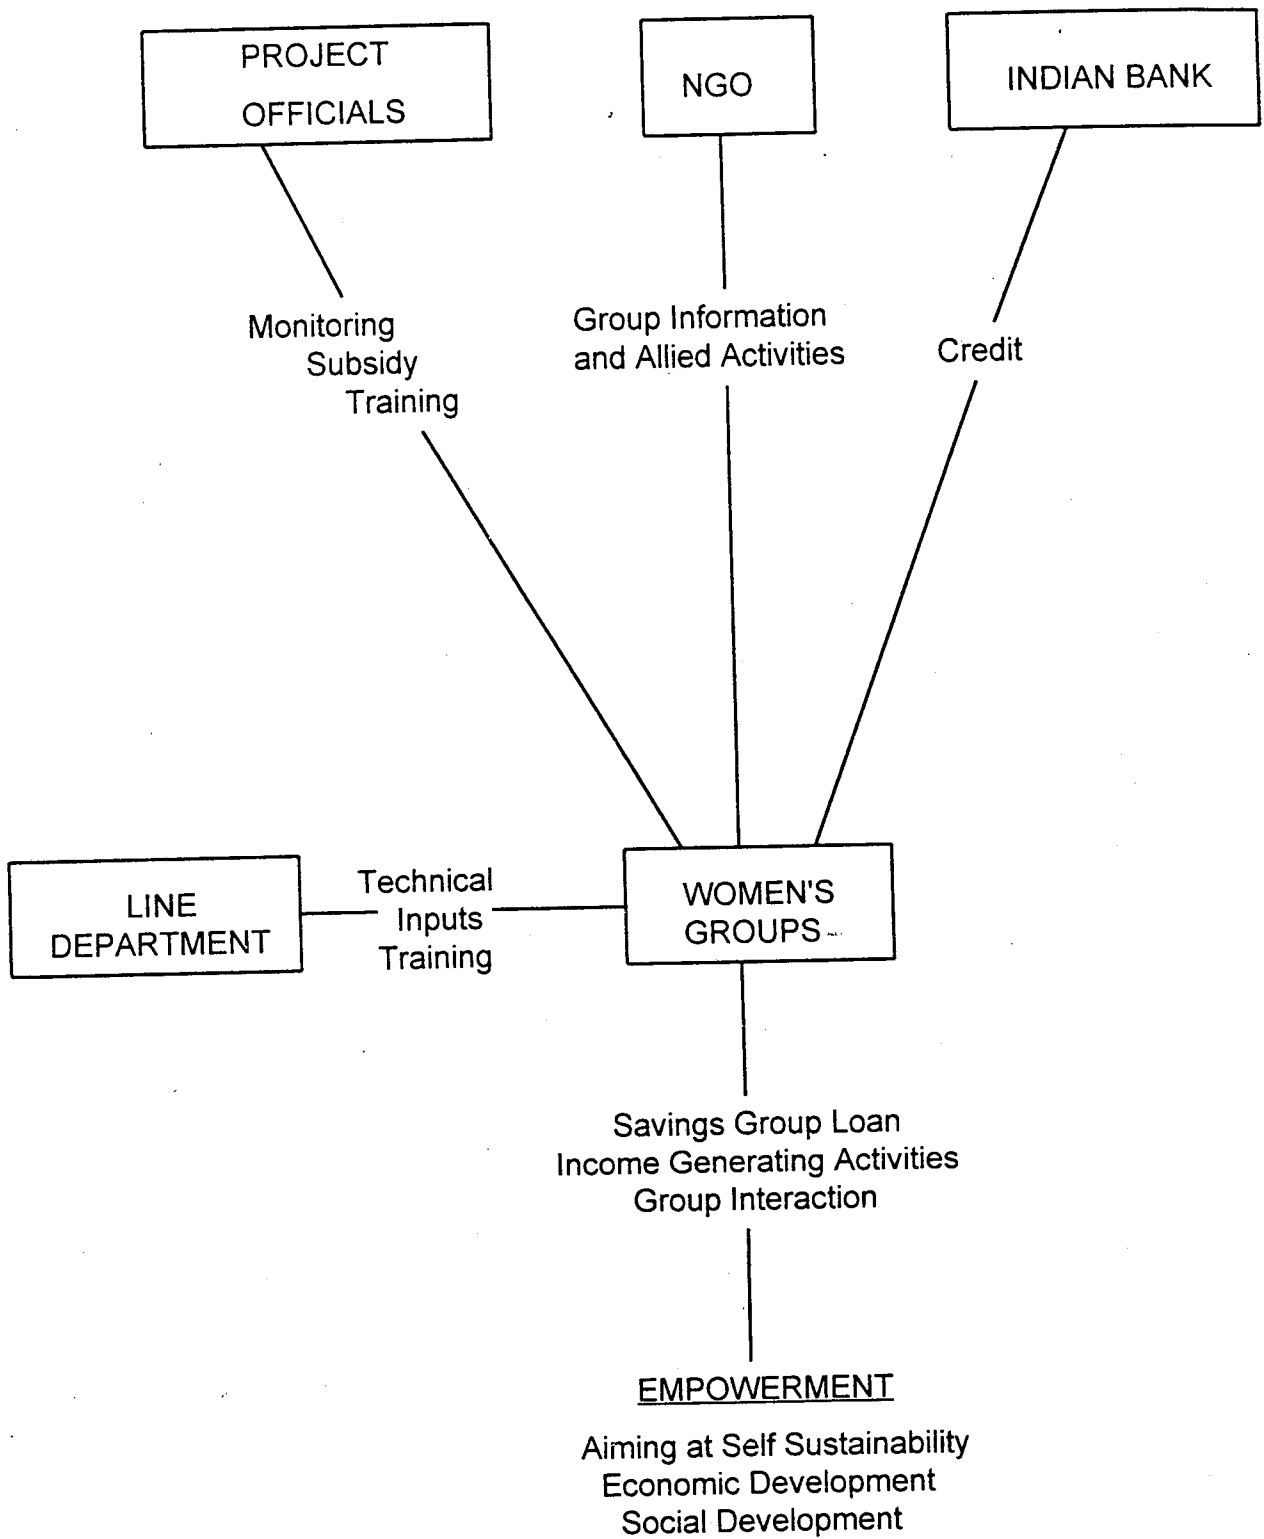 PROJECT
OFFICIALS
NGO
INDIAN BANK
Monitoring
Subsidy
Training
Group Information
and Allied Activities
Credit
LINE
DEPARTMENT
Technical
Inputs
Training
WOMEN'S
GROUPS
Savings Group Loan
Income Generating Activities
Group Interaction
EMPOWERMENT
Aiming at Self Sustainability
Economic Development
Social Development